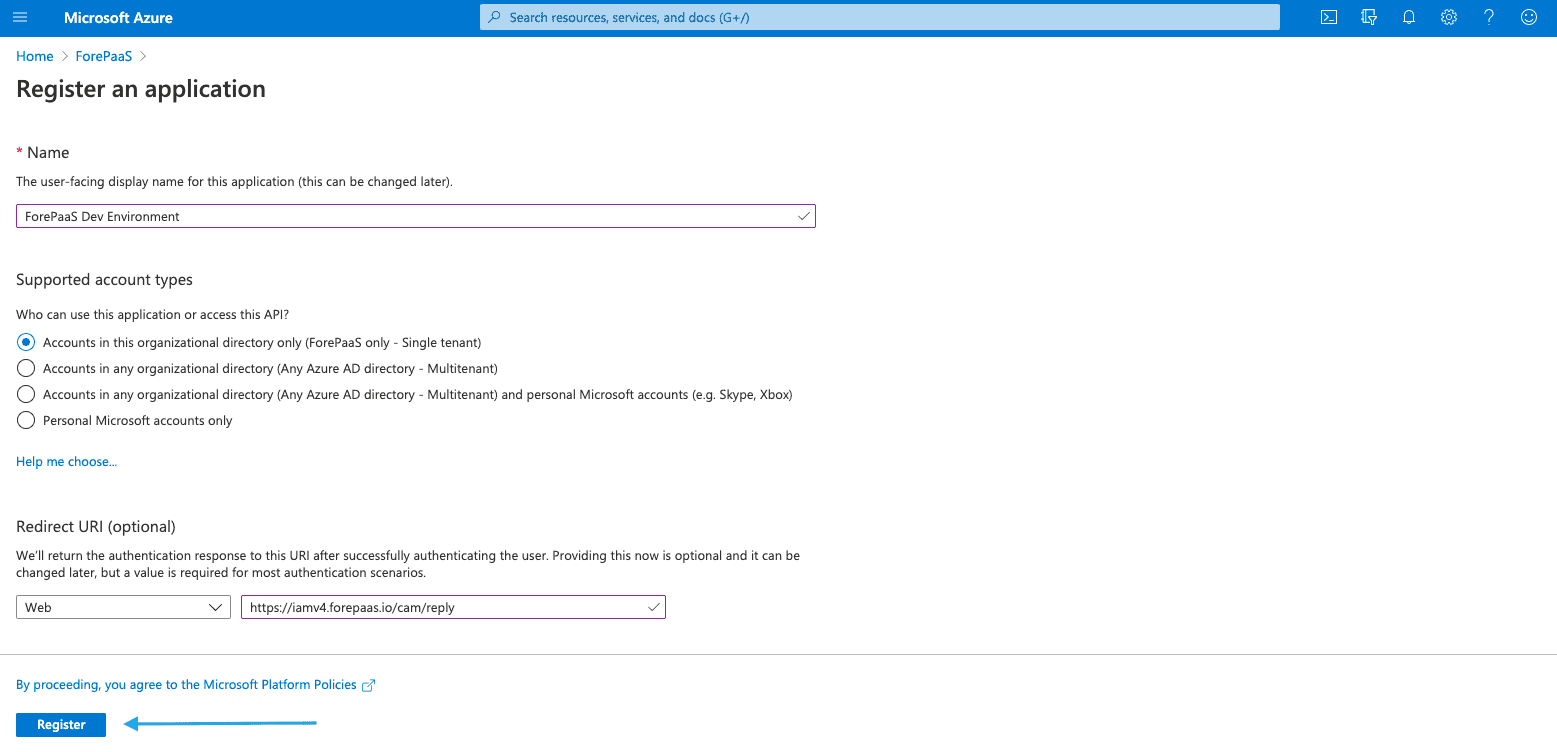 Microsoft Azure
Search resources, services, and docs (G+/)
Home > ForePaaS >
Register an application
* Name
The user-facing display name for this application (this can be changed later).
ForePaaS Dev Environment
Supported account types
Who can use this application or access this API?
Accounts in this organizational directory only (ForePaaS only - Single tenant)
Accounts in any organizational directory (Any Azure AD directory - Multitenant)
Accounts in any organizational directory (Any Azure AD directory - Multitenant) and personal Microsoft accounts (e.g. Skype, Xbox)
Personal Microsoft accounts only
Help me choose...
Redirect URI (optional)
We'll return the authentication response to this URI after successfully authenticating the user. Providing this now is optional and it can be
changed later, but a value is required for most authentication scenarios.
Web
https://iamv4.forepaas.io/cam/reply
By proceeding, you agree to the Microsoft Platform Policies
Register